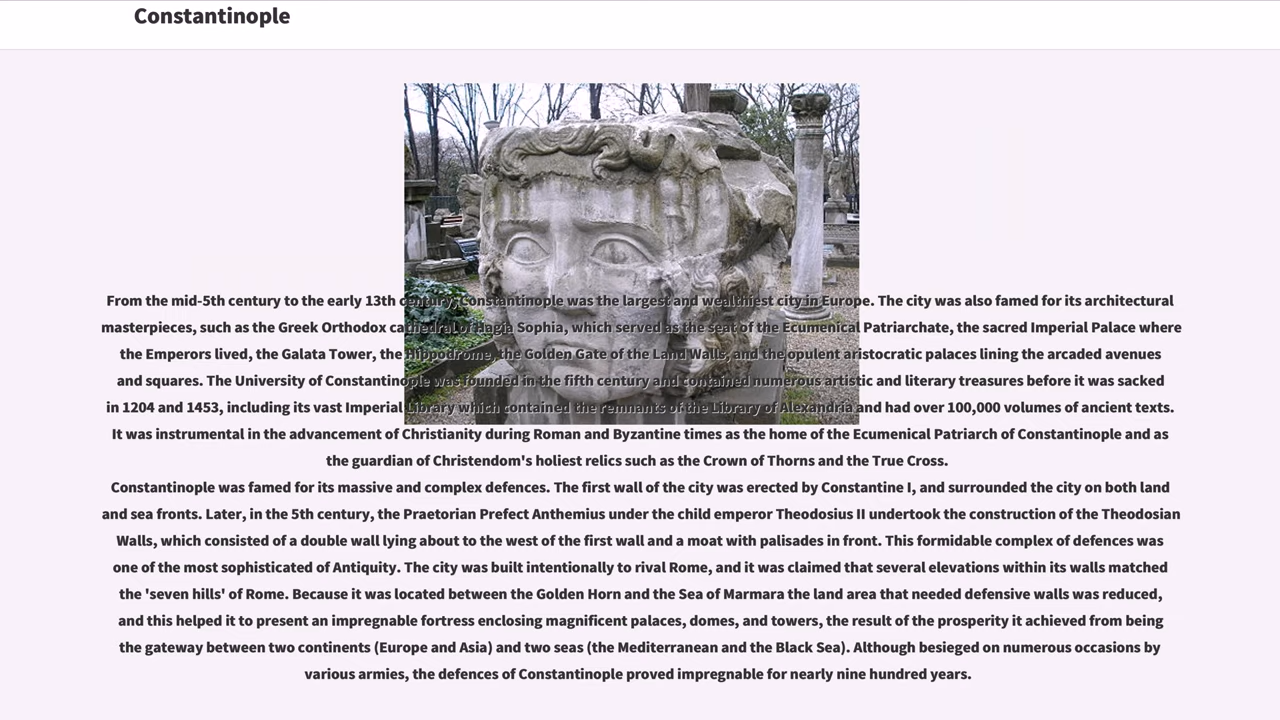 Constantinople
From the mid-5th century to the early 13th century, Constantinople was the largest and wealthiest city in Europe. The city was also famed for its architectural
masterpieces, such as the Greek Orthodox cathedral of Hagia Sophia, which served as the seat of the Ecumenical Patriarchate, the sacred Imperial Palace where
the Emperors lived, the Galata Tower, the Hippodrome, the Golden Gate of the Land Walls, and the opulent aristocratic palaces lining the arcaded avenues
and squares. The University of Constantinople was founded in the fifth century and contained numerous artistic and literary treasures before it was sacked
in 1204 and 1453, including its vast Imperial Library which contained the remnants of the Library of Alexandria and had over 100,000 volumes of ancient texts.
It was instrumental in the advancement of Christianity during Roman and Byzantine times as the home of the Ecumenical Patriarch of Constantinople and as
the guardian of Christendom's holiest relics such as the Crown of Thorns and the True Cross.
Constantinople was famed for its massive and complex defences. The first wall of the city was erected by Constantine I, and surrounded the city on both land
and sea fronts. Later, in the 5th century, the Praetorian Prefect Anthemius under the child emperor Theodosius II undertook the construction of the Theodosian
Walls, which consisted of a double wall lying about to the west of the first wall and a moat with palisades in front. This formidable complex of defences was
one of the most sophisticated of Antiquity. The city was built intentionally to rival Rome, and it was claimed that several elevations within its walls matched
the 'seven hills' of Rome. Because it was located between the Golden Horn and the Sea of Marmara the land area that needed defensive walls was reduced,
and this helped it to present an impregnable fortress enclosing magnificent palaces, domes, and towers, the result of the prosperity it achieved from being
the gateway between two continents (Europe and Asia) and two seas (the Mediterranean and the Black Sea). Although besieged on numerous occasions by
various armies, the defences of Constantinople proved impregnable for nearly nine hundred years.